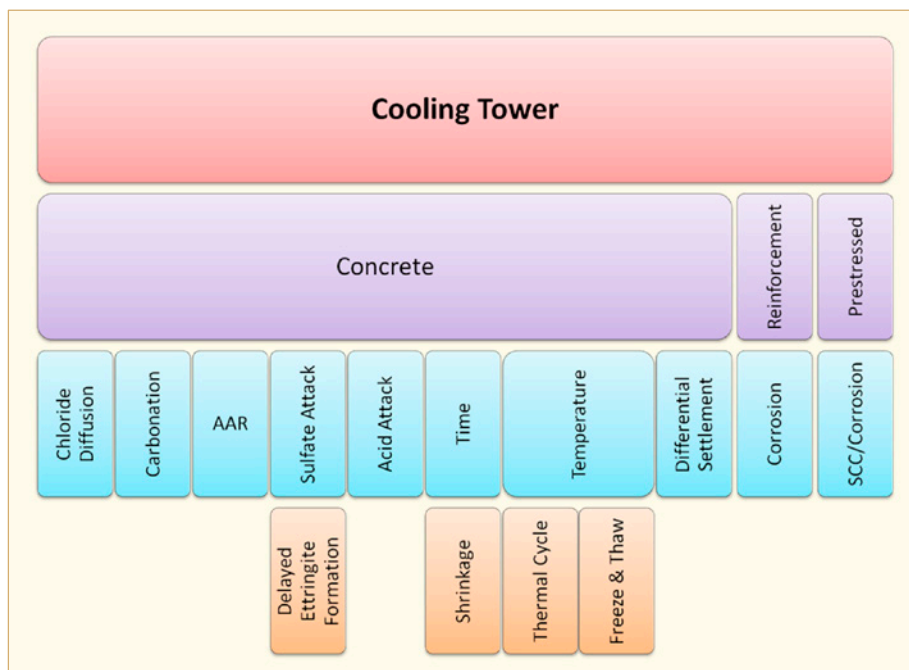 Cooling Tower
Concrete
Reinforcement
Prestressed
Chloride
Diffusion
Carbonation
AAR
Sulfate Attack
Acid Attack
Time
Temperature
Differential
Settlement
Corrosion
SCC/Corrosion
Delayed
Ettringite
Formation
Shrinkage
Thermal Cycle
Freeze & Thaw